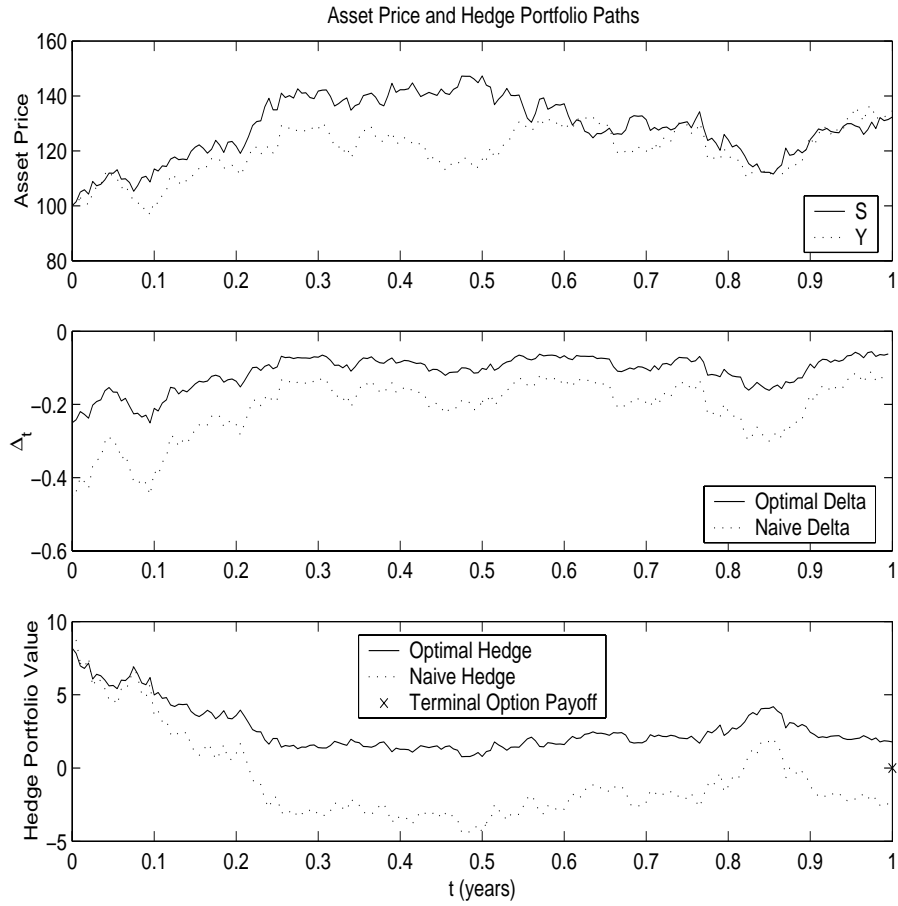 Asset Price and Hedge Portfolio Paths
160
140
120
100
80
Asset Price
S
Y
0 0.1 0.2 0.3 0.4 0.5 0.6 0.7 0.8 0.9 1
0
−0.2
−0.4
−0.6
Δt
Optimal Delta
Naive Delta
0 0.1 0.2 0.3 0.4 0.5 0.6 0.7 0.8 0.9 1
10
5
0
−5
Hedge Portfolio Value
Optimal Hedge
Naive Hedge
Terminal Option Payoff
0 0.1 0.2 0.3 0.4 0.5 0.6 0.7 0.8 0.9 1
t (years)